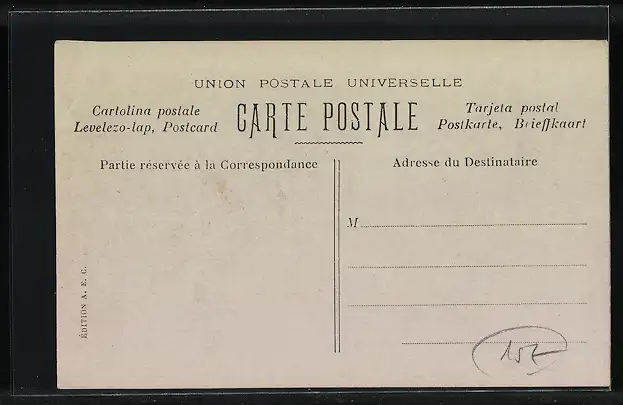 UNION POSTALE UNIVERSELLE
Cartolina postale
Levelezo-lap, Postcard
CARTE POSTALE
Tarjeta postal
Postkarte, Brieffkaart
Partie réservée à la Correspondance
Adresse du Destinataire
M
ÉDITION A. E. C.
157